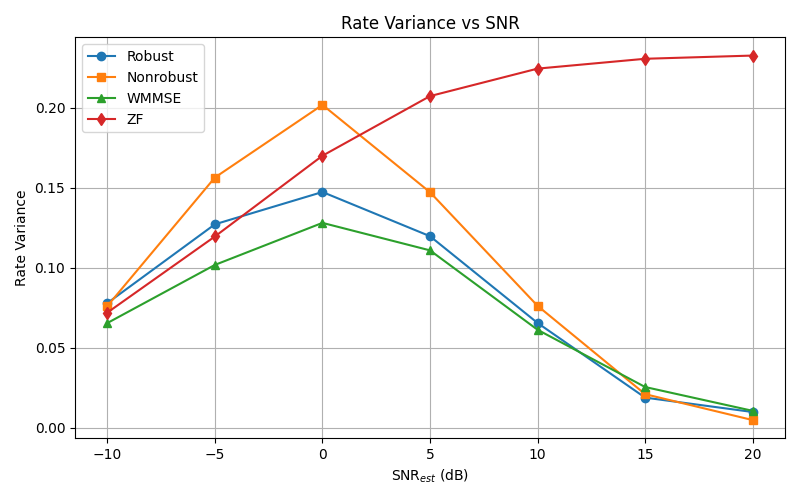 Rate Variance vs SNR
Robust
Nonrobust
WMMSE
ZF
Rate Variance
0.20
0.15
0.10
0.05
0.00
−10 −5 0 5 10 15 20
SNR_est (dB)